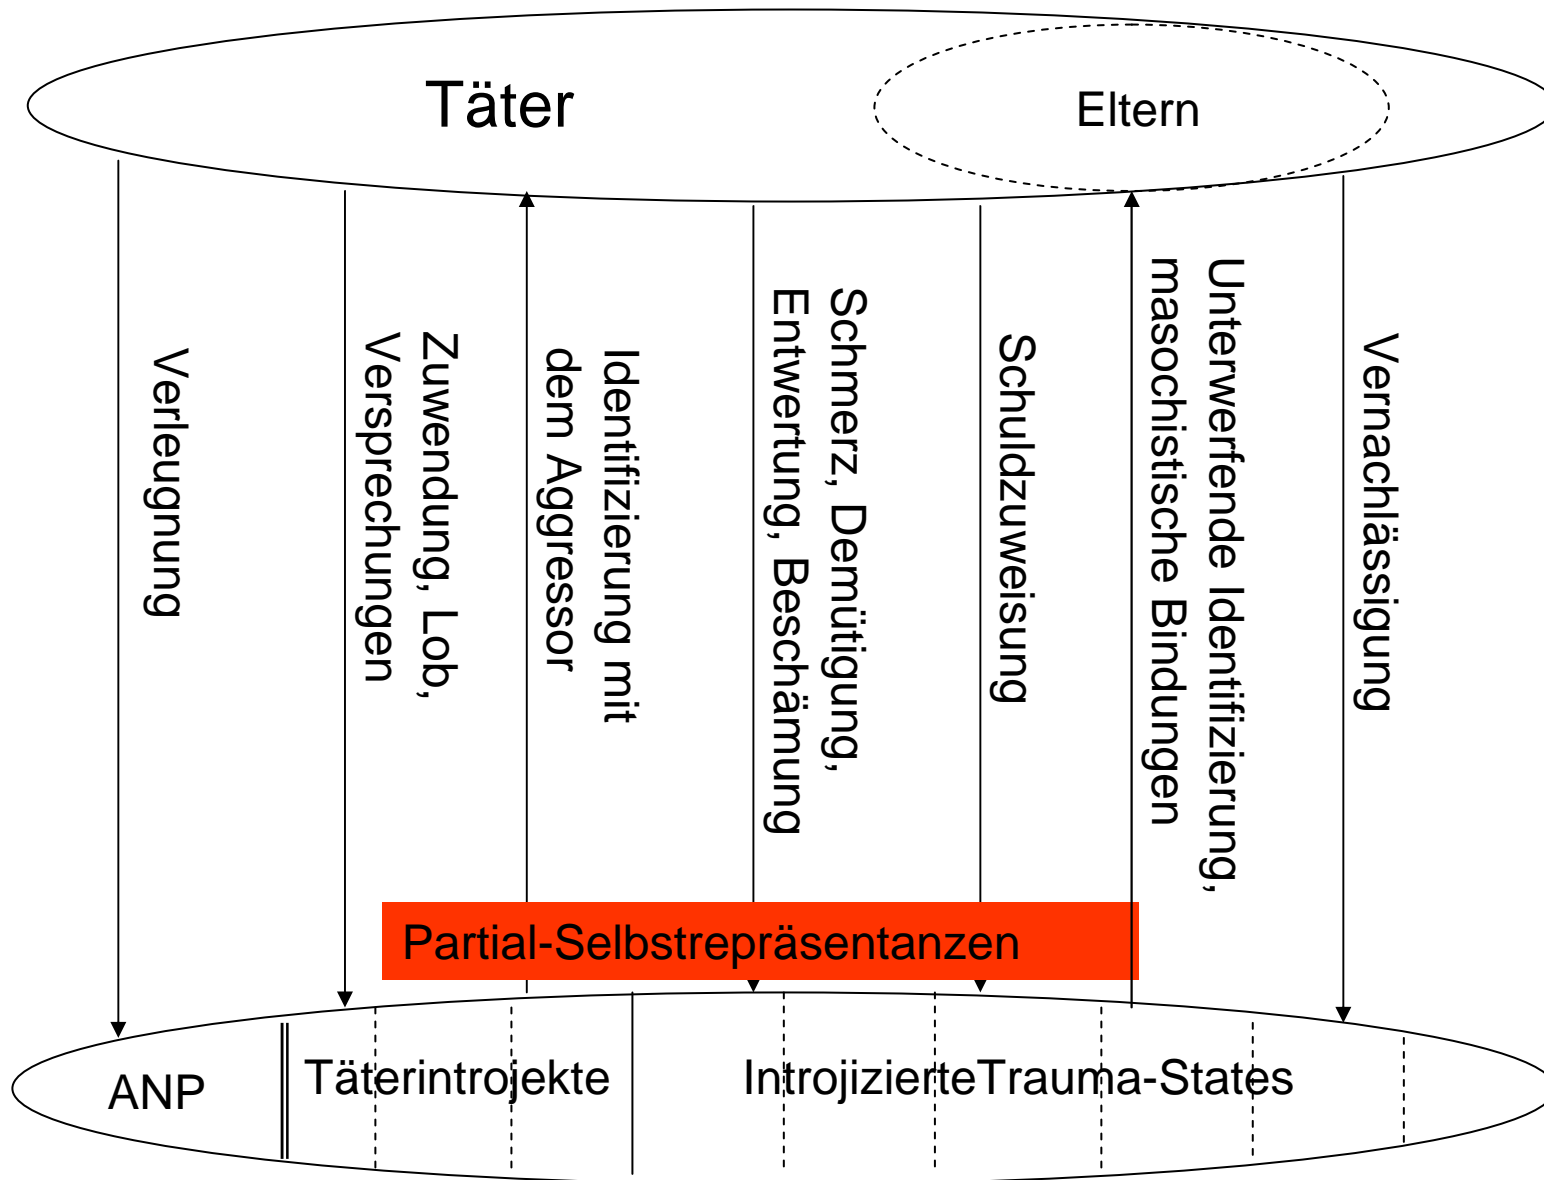 Täter
Eltern
Verleugnung
Zuwendung, Lob,
Versprechungen
Identifizierung mit
dem Aggressor
Schmerz, Demütigung,
Entwertung, Beschämung
Schuldzuweisung
Unterwerfende Identifizierung,
masochistische Bindungen
Vernachlässigung
Partial-Selbstrepräsentanzen
ANP
Täterintrojekte
IntrojizierteTrauma-States